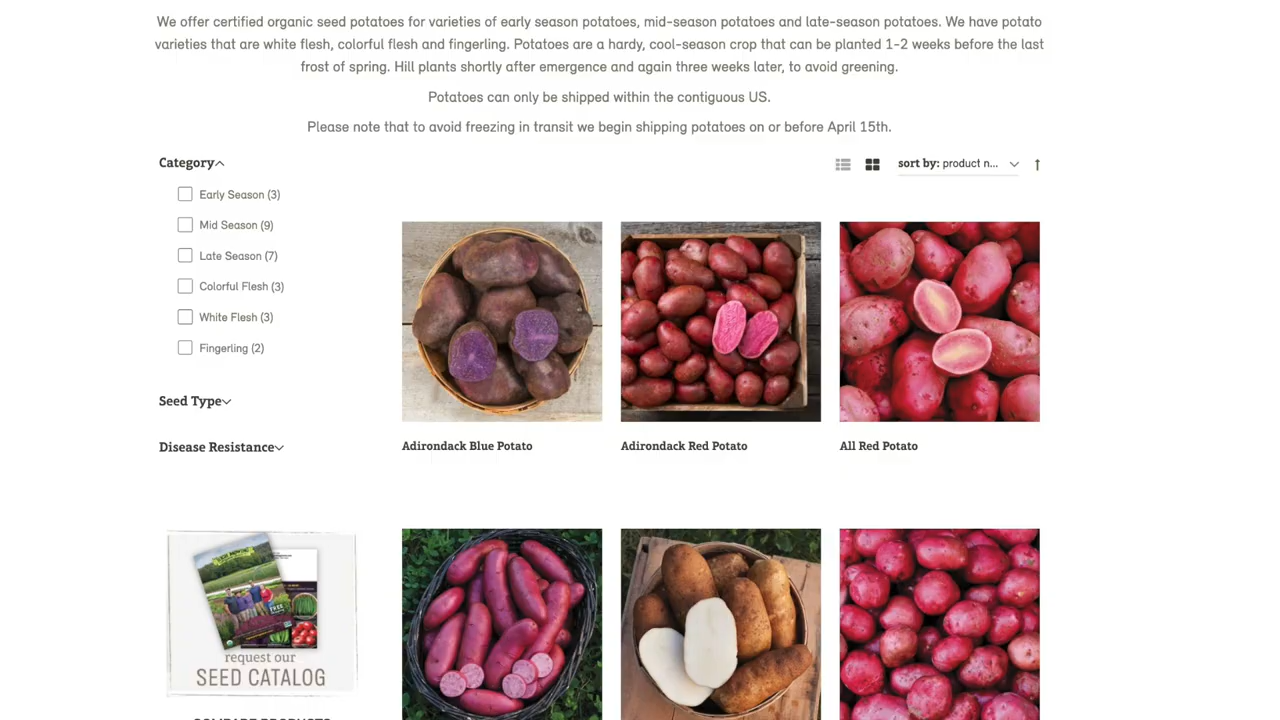 We offer certified organic seed potatoes for varieties of early season potatoes, mid-season potatoes and late-season potatoes. We have potato
varieties that are white flesh, colorful flesh and fingerling. Potatoes are a hardy, cool-season crop that can be planted 1-2 weeks before the last
frost of spring. Hill plants shortly after emergence and again three weeks later, to avoid greening.
Potatoes can only be shipped within the contiguous US.
Please note that to avoid freezing in transit we begin shipping potatoes on or before April 15th.
Category
sort by: product n...
Early Season (3)
Mid Season (9)
Late Season (7)
Colorful Flesh (3)
White Flesh (3)
Fingerling (2)
Seed Type
Disease Resistance
Adirondack Blue Potato
Adirondack Red Potato
All Red Potato
request our
SEED CATALOG
COMPARE PRODUCTS